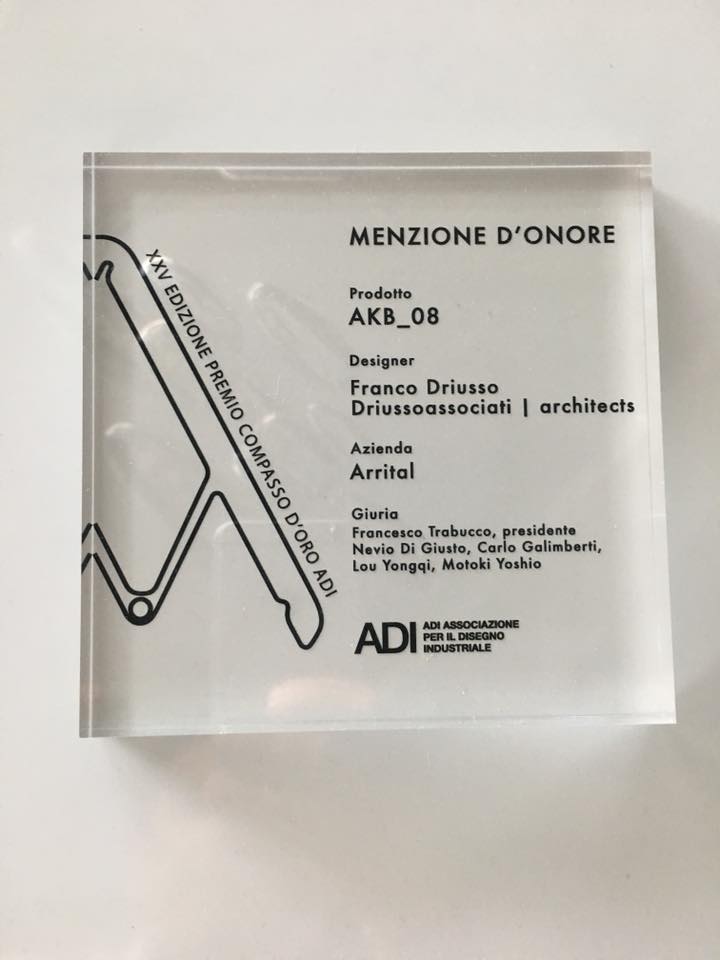 XXV EDIZIONE PREMIO COMPASSO D'ORO ADI
MENZIONE D'ONORE
Prodotto
AKB_08
Designer
Franco Driusso
Driussoassociati | architects
Azienda
Arrital
Giuria
Francesco Trabucco, presidente
Nevio Di Giusto, Carlo Galimberti,
Lou Yongqi, Motoki Yoshio
ADI
ADI ASSOCIAZIONE
PER IL DISEGNO
INDUSTRIALE